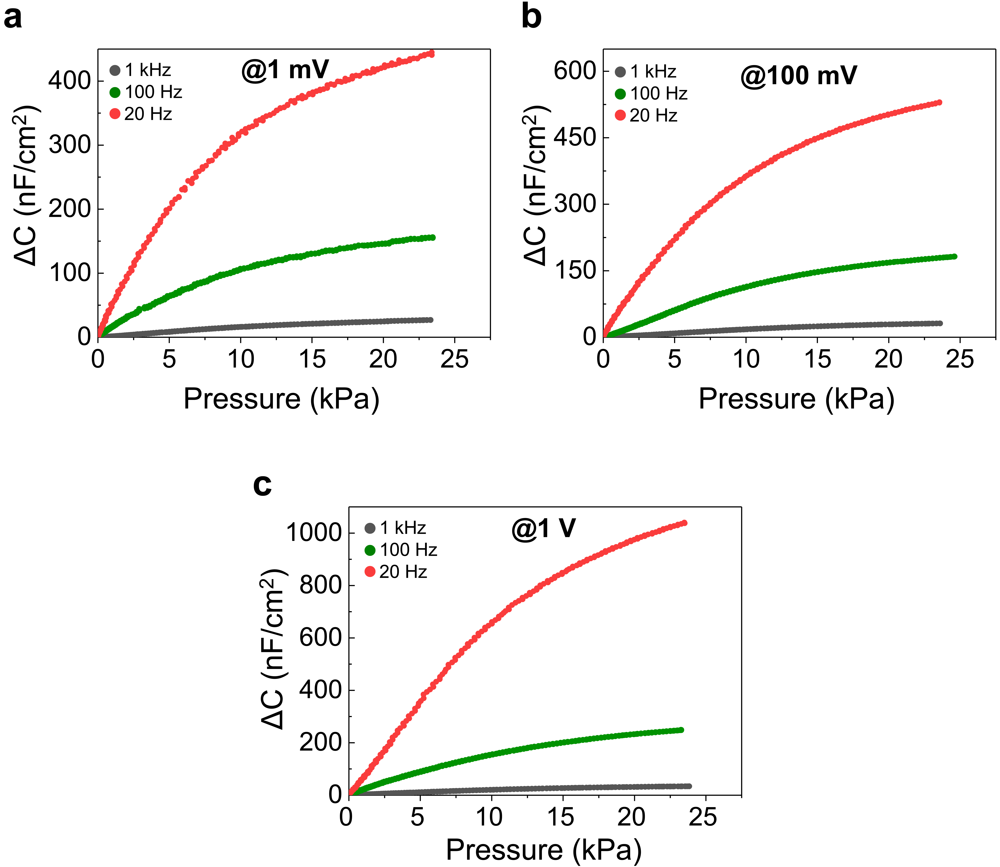 a
@1 mV
1 kHz
100 Hz
20 Hz
400
300
200
100
0
0 5 10 15 20 25
ΔC (nF/cm²)
Pressure (kPa)
b
@100 mV
1 kHz
100 Hz
20 Hz
600
450
300
150
0
0 5 10 15 20 25
ΔC (nF/cm²)
Pressure (kPa)
c
@1 V
1 kHz
100 Hz
20 Hz
1000
800
600
400
200
0
0 5 10 15 20 25
ΔC (nF/cm²)
Pressure (kPa)